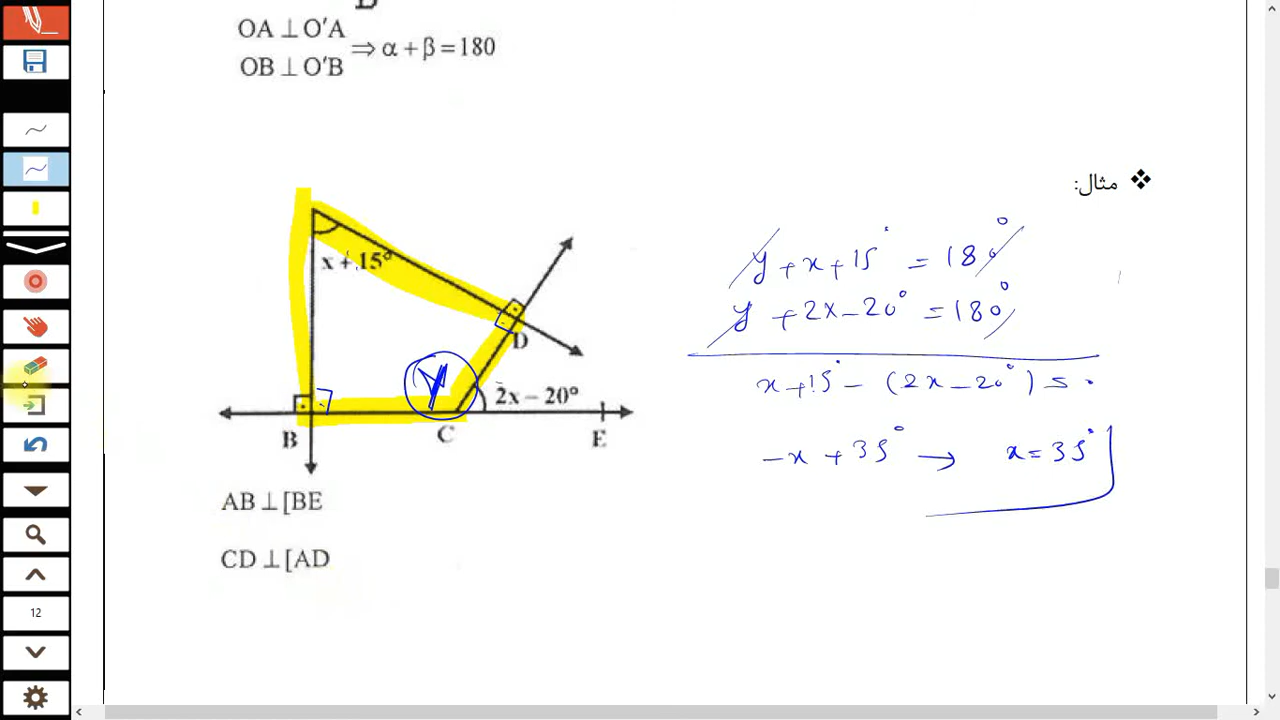 OA ⊥ O′A
⇒ α + β = 180
OB ⊥ O′B
❖ مثال:
x + 15°
D
2x – 20°
B
C
E
AB ⊥ [BE
CD ⊥ [AD
y + x + 15° = 180°
y + 2x – 20° = 180°
x + 15° – (2x – 20°) = ۰
–x + 35° → x = 35°
y
12